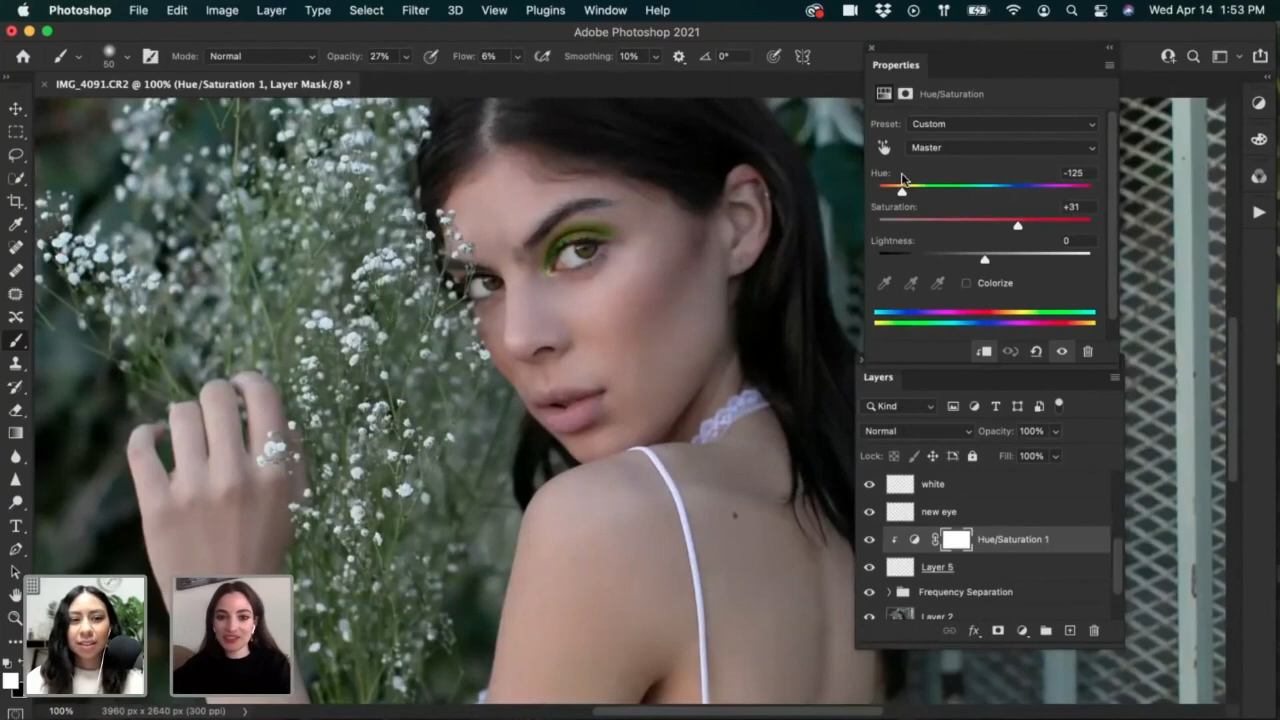 Photoshop File Edit Image Layer Type Select Filter 3D View Plugins Window Help Wed Apr 14 1:53 PM
Adobe Photoshop 2021
50 Mode: Normal Opacity: 27% Flow: 6% Smoothing: 10% 0°
IMG_4091.CR2 @ 100% (Hue/Saturation 1, Layer Mask/8) *
Properties
Hue/Saturation
Preset: Custom
Master
Hue: -125
Saturation: +31
Lightness: 0
Colorize
Layers
Kind
Normal Opacity: 100%
Lock: Fill: 100%
white
new eye
Hue/Saturation 1
Layer 5
Frequency Separation
Layer 2
fx
100% 3960 px x 2640 px (300 ppi)